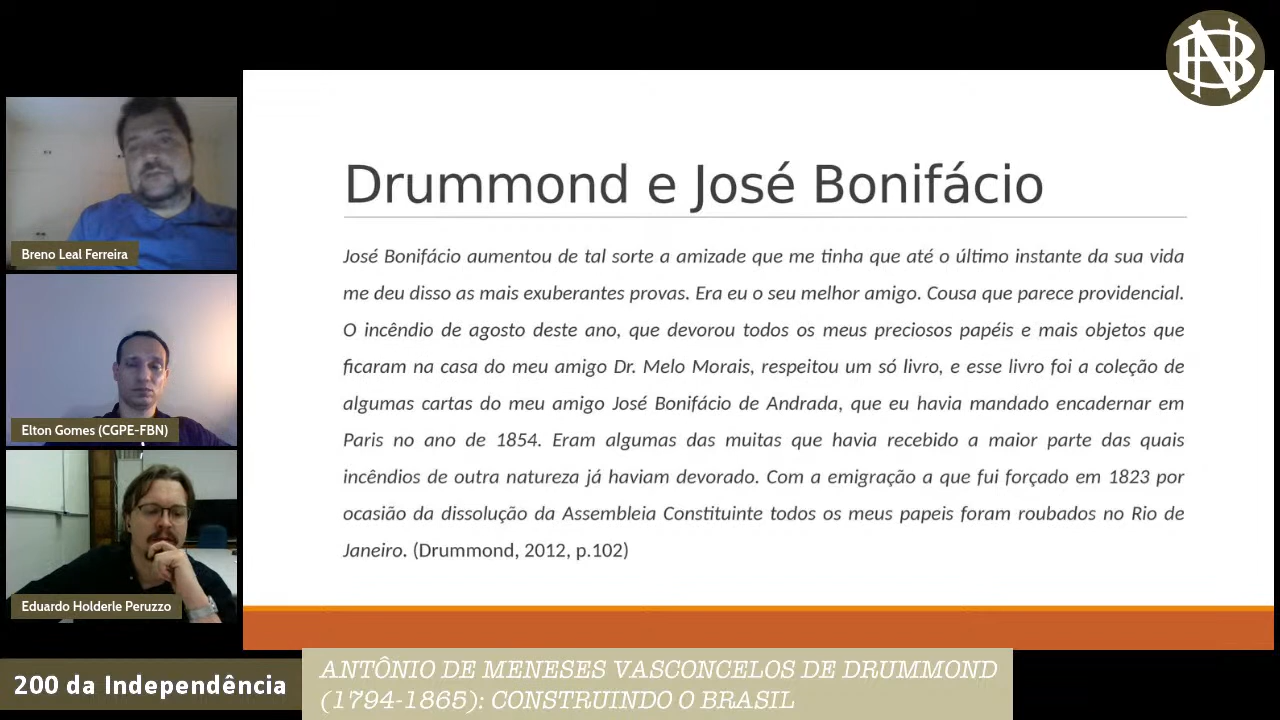 BN
Drummond e José Bonifácio
José Bonifácio aumentou de tal sorte a amizade que me tinha que até o último instante da sua vida
me deu disso as mais exuberantes provas. Era eu o seu melhor amigo. Cousa que parece providencial.
O incêndio de agosto deste ano, que devorou todos os meus preciosos papéis e mais objetos que
ficaram na casa do meu amigo Dr. Melo Morais, respeitou um só livro, e esse livro foi a coleção de
algumas cartas do meu amigo José Bonifácio de Andrada, que eu havia mandado encadernar em
Paris no ano de 1854. Eram algumas das muitas que havia recebido a maior parte das quais
incêndios de outra natureza já haviam devorado. Com a emigração a que fui forçado em 1823 por
ocasião da dissolução da Assembleia Constituinte todos os meus papeis foram roubados no Rio de
Janeiro. (Drummond, 2012, p.102)
Breno Leal Ferreira
Elton Gomes (CGPE-FBN)
Eduardo Holderle Peruzzo
200 da Independência
ANTÔNIO DE MENESES VASCONCELOS DE DRUMMOND
(1794-1865): CONSTRUINDO O BRASIL